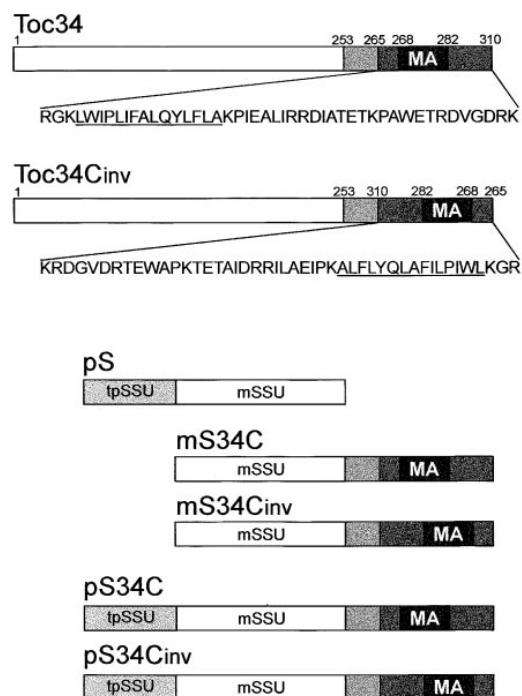 Toc34
1 253 265 268 282 310
MA
RGKLWIPLIFALQYLFLAKPIEALIRRDIATETKPAWETRDVGDRK
Toc34Cinv
1 253 310 282 268 265
MA
KRDGVDRTEWAPKTETAIDRRILAEIPKALFLYQLAFILPIWLKGR
pS
tpSSU mSSU
mS34C
mSSU MA
mS34Cinv
mSSU MA
pS34C
tpSSU mSSU MA
pS34Cinv
tpSSU mSSU MA